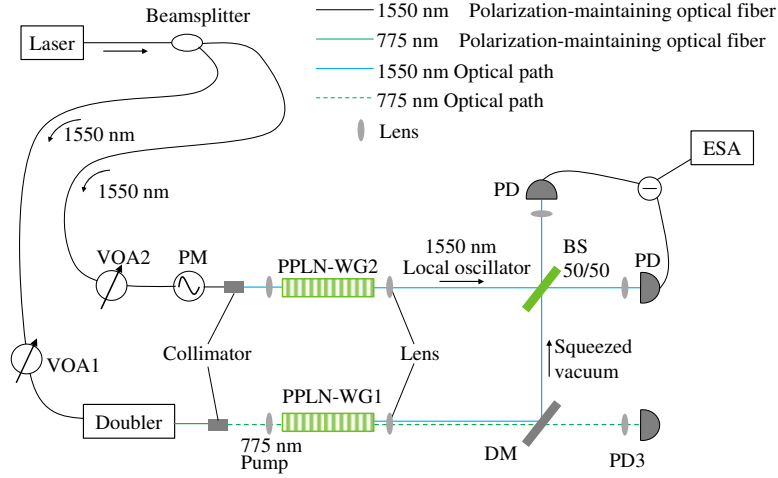 Beamsplitter
Laser
1550 nm Polarization-maintaining optical fiber
775 nm Polarization-maintaining optical fiber
1550 nm Optical path
775 nm Optical path
Lens
1550 nm
1550 nm
ESA
PD
VOA2
PM
PPLN-WG2
1550 nm
Local oscillator
BS
50/50
PD
Collimator
Lens
Squeezed
vacuum
VOA1
PPLN-WG1
Doubler
775 nm
Pump
DM
PD3